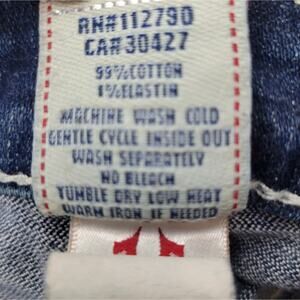 RN#112790
CA#30427
99%COTTON
1%ELASTIN
MACHINE WASH COLD
GENTLE CYCLE INSIDE OUT
WASH SEPARATELY
NO BLEACH
TUMBLE DRY LOW HEAT
WARM IRON IF NEEDED